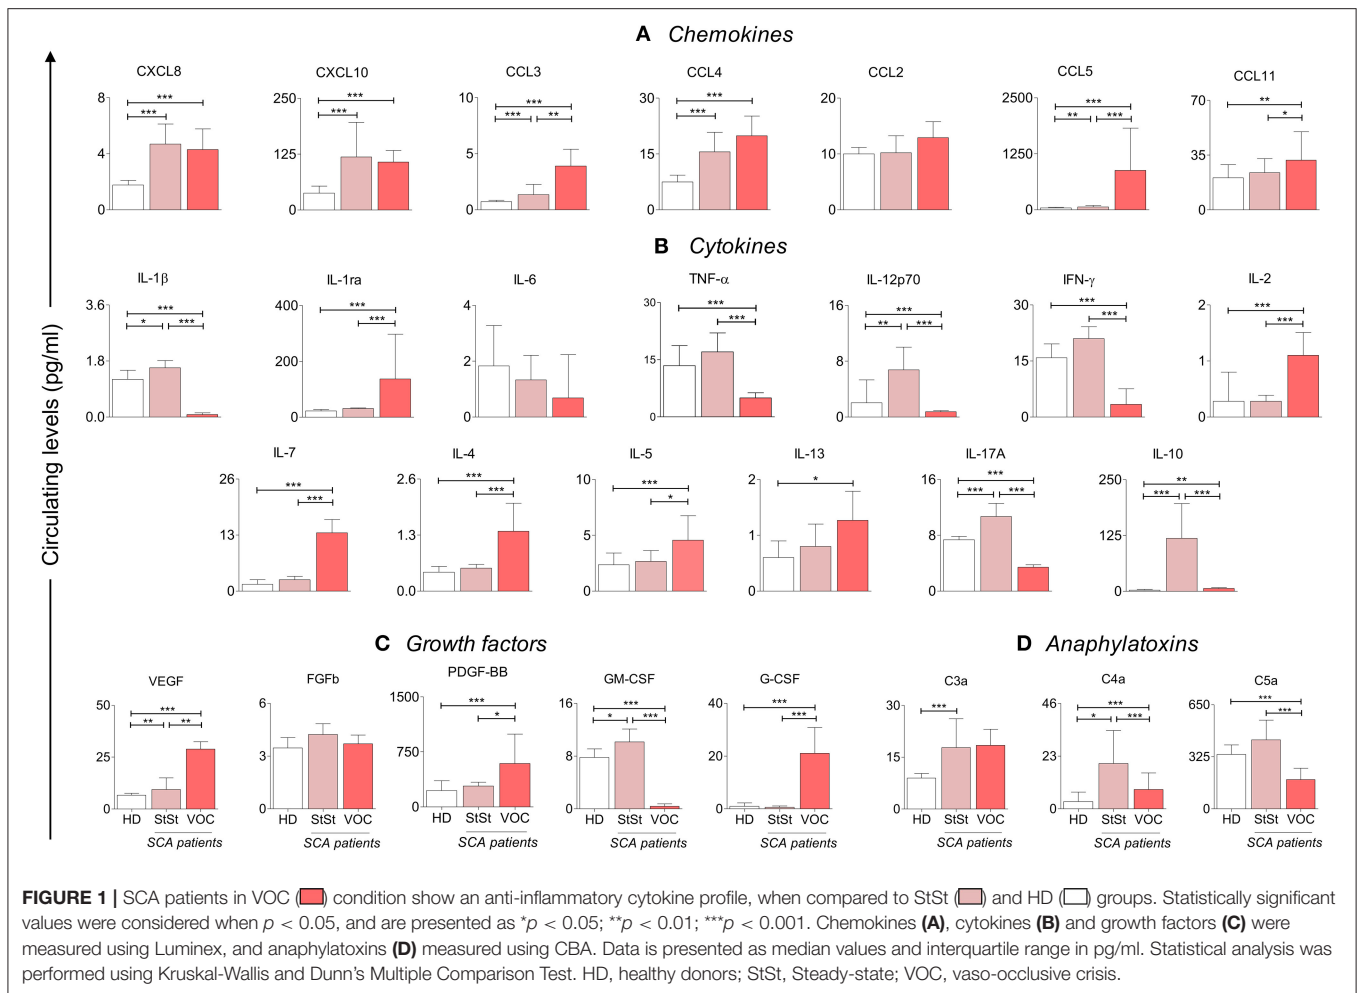 A Chemokines
CXCL8 CXCL10 CCL3 CCL4 CCL2 CCL5 CCL11
8 250 10 30 20 2500 70
*** *** *** *** *** **
*** *** *** ** *** ** *** *
4 125 5 15 10 1250 35
0 0 0 0 0 0 0
B Cytokines
IL-1β IL-1ra IL-6 TNF-α IL-12p70 IFN-γ IL-2
3.6 400 4 30 16 30 2
*** *** *** *** *** ***
* *** *** *** ** *** *** ***
1.8 200 2 15 8 15 1
0.0 0 0 0 0 0 0
Circulating levels (pg/ml)
IL-7 IL-4 IL-5 IL-13 IL-17A IL-10
26 2.6 10 2 16 250
*** *** *** * *** **
*** *** * *** *** *** ***
13 1.3 5 1 8 125
0 0.0 0 0 0 0
C Growth factors D Anaphylatoxins
VEGF FGFb PDGF-BB GM-CSF G-CSF C3a C4a C5a
50 6 1500 16 40 30 46 650
*** *** *** *** *** *** ***
** ** * * *** *** * *** ***
25 3 750 8 20 15 24 325
0 0 0 0 0 0 0 0
HD StSt VOC HD StSt VOC HD StSt VOC HD StSt VOC HD StSt VOC HD StSt VOC HD StSt VOC HD StSt VOC
SCA patients SCA patients SCA patients SCA patients SCA patients SCA patients SCA patients SCA patients
FIGURE 1 | SCA patients in VOC ( ) condition show an anti-inflammatory cytokine profile, when compared to StSt ( ) and HD ( ) groups. Statistically significant
values were considered when p < 0.05, and are presented as *p < 0.05; **p < 0.01; ***p < 0.001. Chemokines (A), cytokines (B) and growth factors (C) were
measured using Luminex, and anaphylatoxins (D) measured using CBA. Data is presented as median values and interquartile range in pg/ml. Statistical analysis was
performed using Kruskal-Wallis and Dunn's Multiple Comparison Test. HD, healthy donors; StSt, Steady-state; VOC, vaso-occlusive crisis.